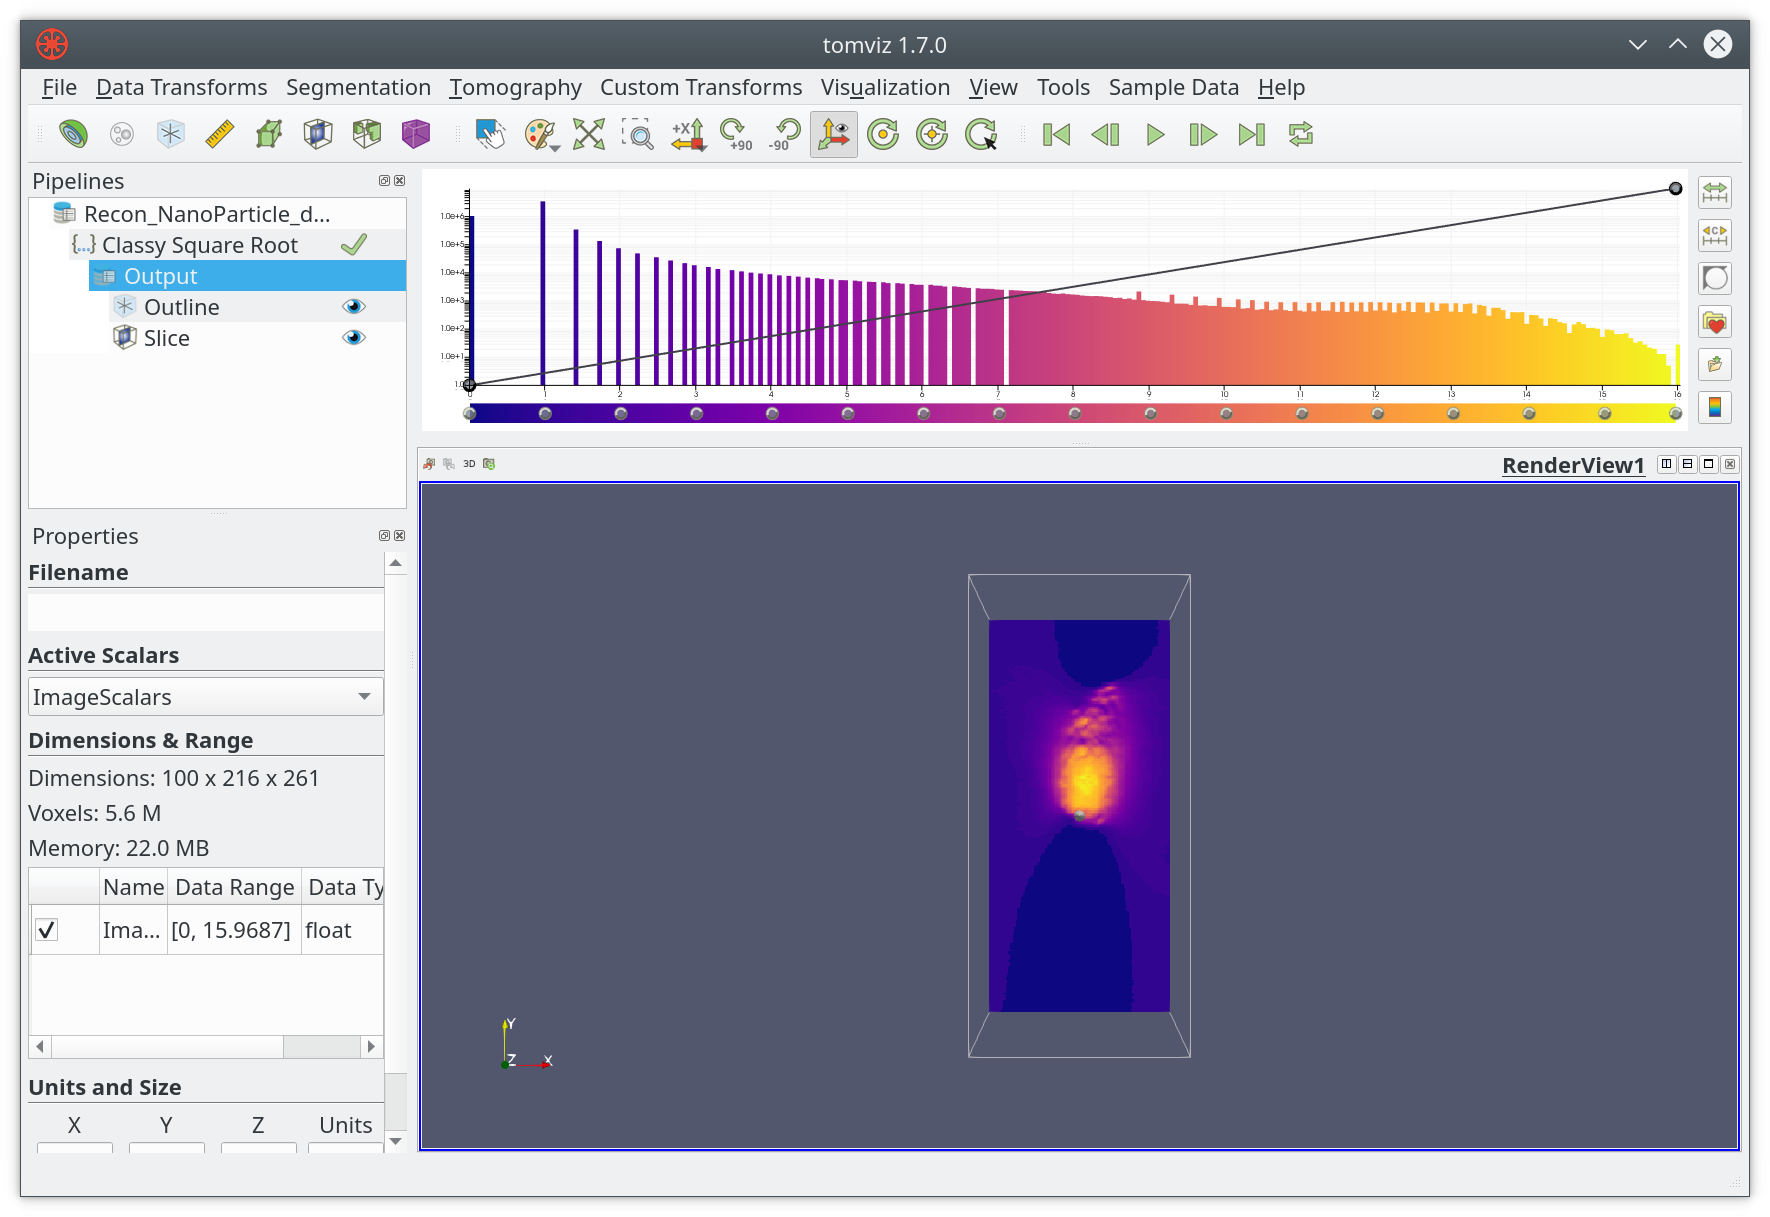 tomviz 1.7.0
File Data Transforms Segmentation Tomography Custom Transforms Visualization View Tools Sample Data Help
+X +90 -90
Pipelines
Recon_NanoParticle_d...
{...} Classy Square Root
Output
Outline
Slice
1.0e+6
1.0e+5
1.0e+4
1.0e+3
1.0e+2
1.0e+1
1.0
0 1 2 3 4 5 6 7 8 9 10 11 12 13 14 15 16
C
3D RenderView1
Properties
Filename
Active Scalars
ImageScalars
Dimensions & Range
Dimensions: 100 x 216 x 261
Voxels: 5.6 M
Memory: 22.0 MB
Name Data Range Data Ty
Ima... [0, 15.9687] float
Units and Size
X Y Z Units
Y
Z X